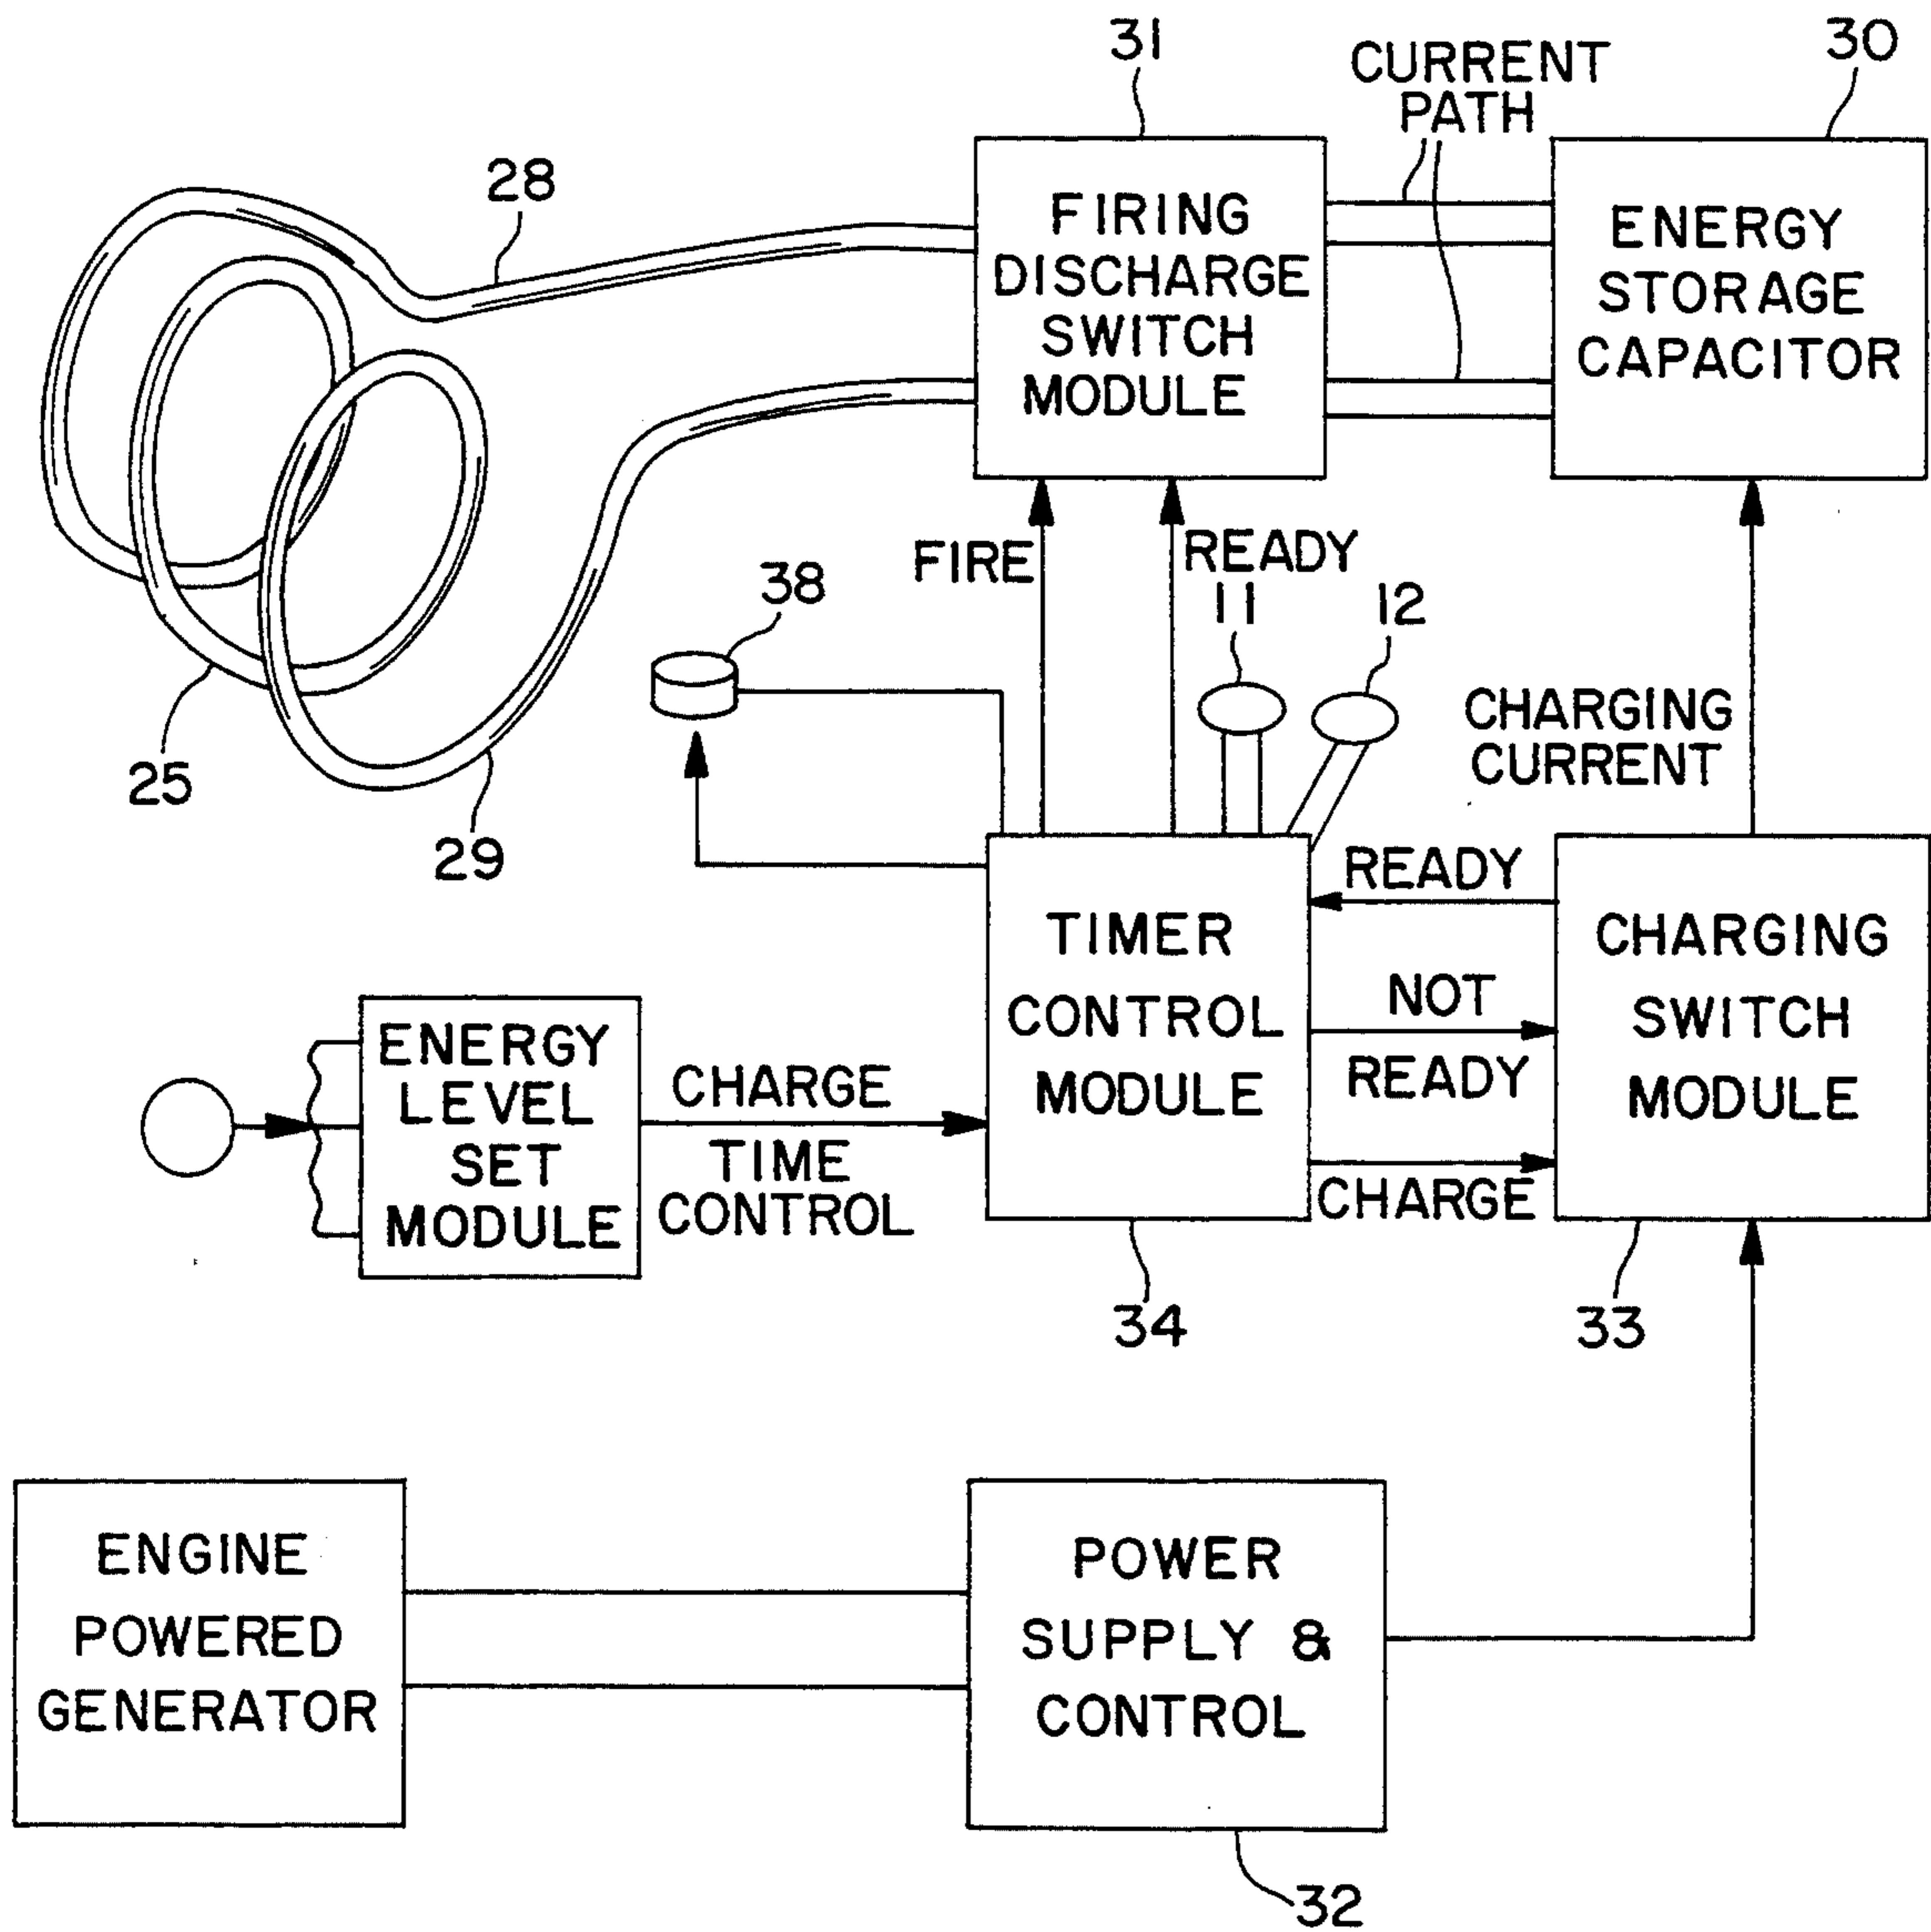 31
30
CURRENT
PATH
28
FIRING
DISCHARGE
SWITCH
MODULE
ENERGY
STORAGE
CAPACITOR
FIRE
READY
11
12
38
CHARGING
CURRENT
25
29
READY
NOT
READY
CHARGE
TIMER
CONTROL
MODULE
CHARGING
SWITCH
MODULE
ENERGY
LEVEL
SET
MODULE
CHARGE
TIME
CONTROL
34
33
ENGINE
POWERED
GENERATOR
POWER
SUPPLY &
CONTROL
32